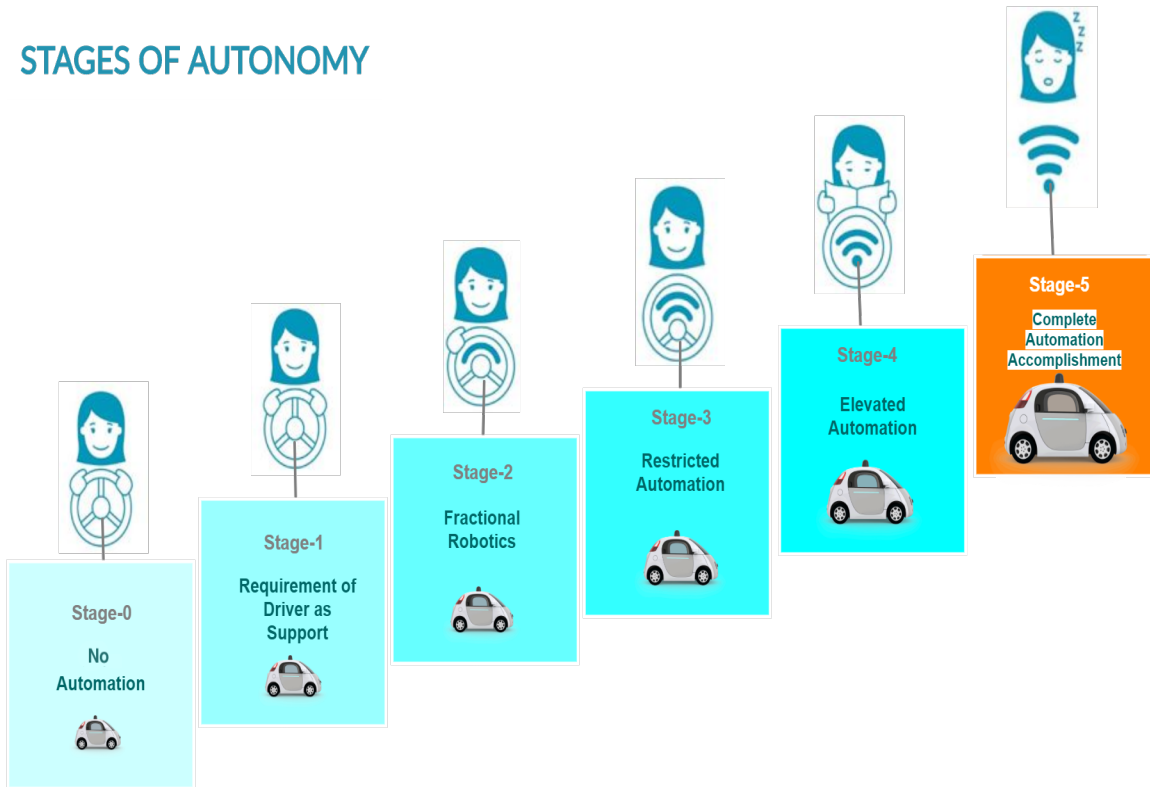 STAGES OF AUTONOMY
Stage-0
No
Automation
Stage-1
Requirement of
Driver as
Support
Stage-2
Fractional
Robotics
Stage-3
Restricted
Automation
Stage-4
Elevated
Automation
z
z
z
Stage-5
Complete
Automation
Accomplishment